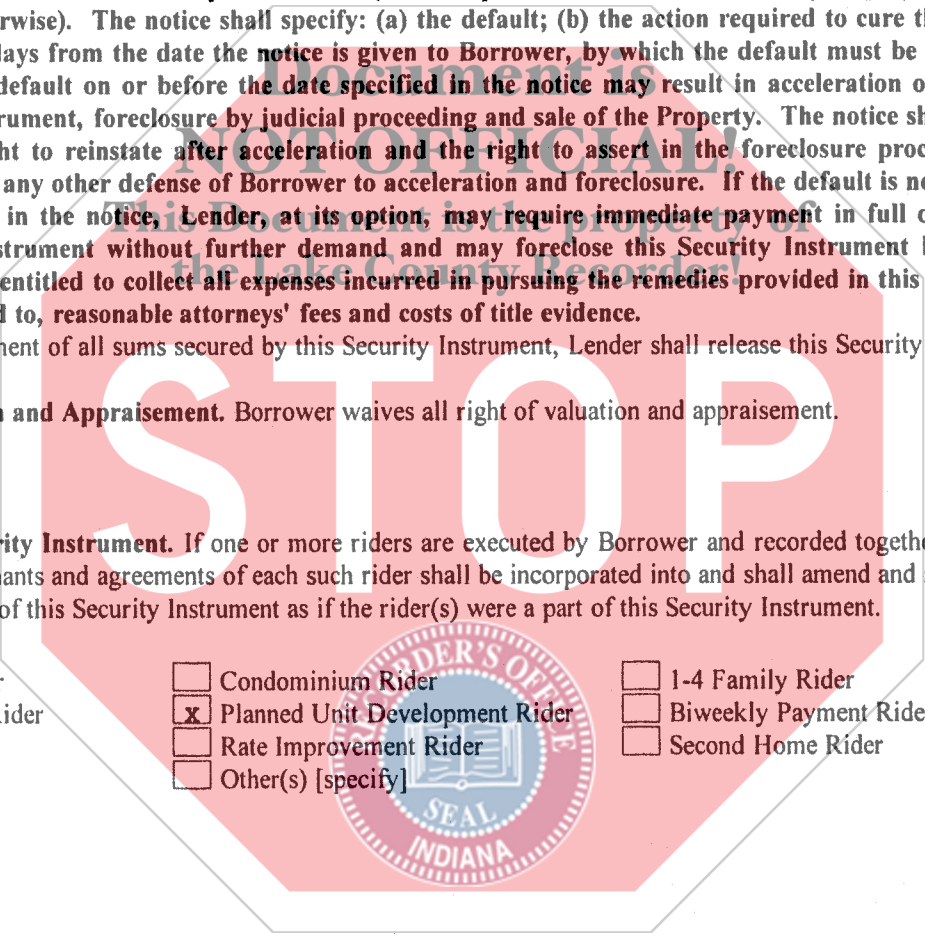 rwise). The notice shall specify: (a) the default; (b) the action required to cure th
lays from the date the notice is given to Borrower, by which the default must be
default on or before the date specified in the notice may result in acceleration o
rument, foreclosure by judicial proceeding and sale of the Property. The notice sh
ht to reinstate after acceleration and the right to assert in the foreclosure proc
any other defense of Borrower to acceleration and foreclosure. If the default is no
in the notice, Lender, at its option, may require immediate payment in full o
strument without further demand and may foreclose this Security Instrument
entitled to collect all expenses incurred in pursuing the remedies provided in this
d to, reasonable attorneys' fees and costs of title evidence.
nent of all sums secured by this Security Instrument, Lender shall release this Security
and Appraisement. Borrower waives all right of valuation and appraisement.
rity Instrument. If one or more riders are executed by Borrower and recorded togethe
nants and agreements of each such rider shall be incorporated into and shall amend and
of this Security Instrument as if the rider(s) were a part of this Security Instrument.
Condominium Rider 1-4 Family Rider
ider x Planned Unit Development Rider Biweekly Payment Ride
Rate Improvement Rider Second Home Rider
Other(s) [specify]
Document is
NOT OFFICIAL!
This Document is the property of
the Lake County Recorder!
STOP
RECORDER'S OFFICE
SEAL
INDIANA